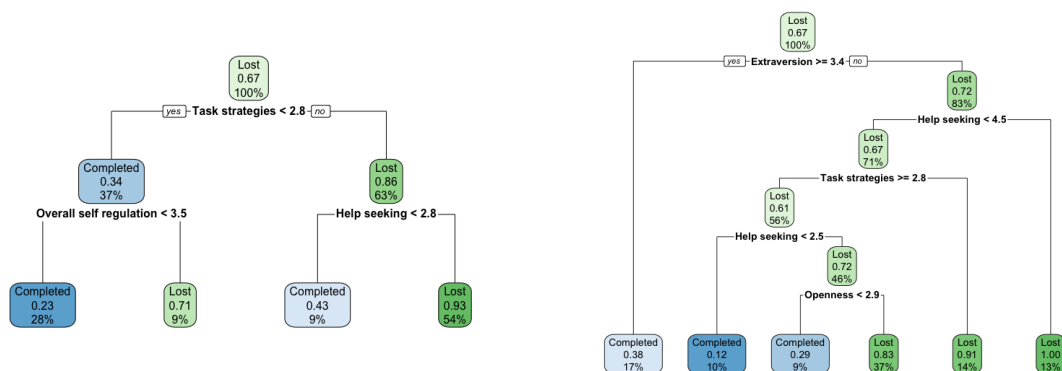 Lost
0.67
100%
yes Task strategies < 2.8 no
Completed
0.34
37%
Lost
0.86
63%
Overall self regulation < 3.5
Help seeking < 2.8
Completed
0.23
28%
Lost
0.71
9%
Completed
0.43
9%
Lost
0.93
54%
Lost
0.67
100%
yes Extraversion >= 3.4 no
Lost
0.72
83%
Help seeking < 4.5
Lost
0.67
71%
Task strategies >= 2.8
Lost
0.61
56%
Help seeking < 2.5
Lost
0.72
46%
Openness < 2.9
Completed
0.38
17%
Completed
0.12
10%
Completed
0.29
9%
Lost
0.83
37%
Lost
0.91
14%
Lost
1.00
13%